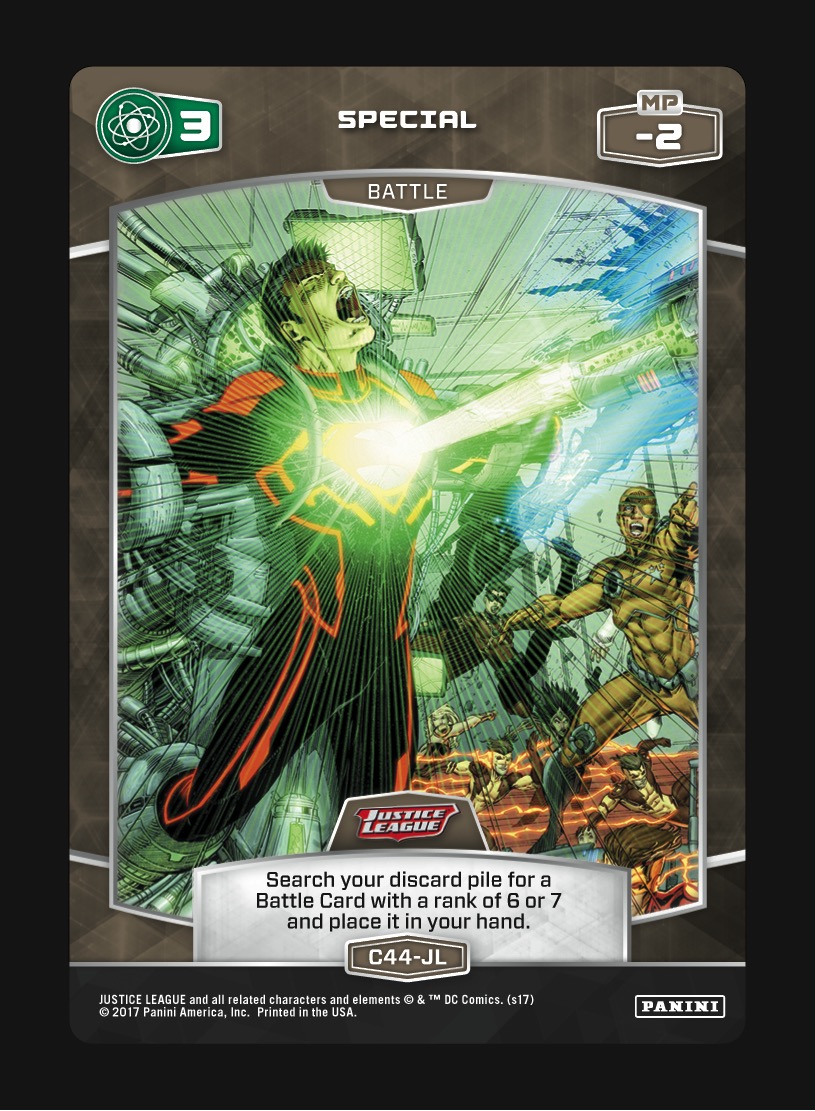 3
SPECIAL
MP
-2
BATTLE
JUSTICE
LEAGUE
Search your discard pile for a
Battle Card with a rank of 6 or 7
and place it in your hand.
C44-JL
JUSTICE LEAGUE and all related characters and elements © & ™ DC Comics. (s17)
© 2017 Panini America, Inc.  Printed in the USA.
PANINI